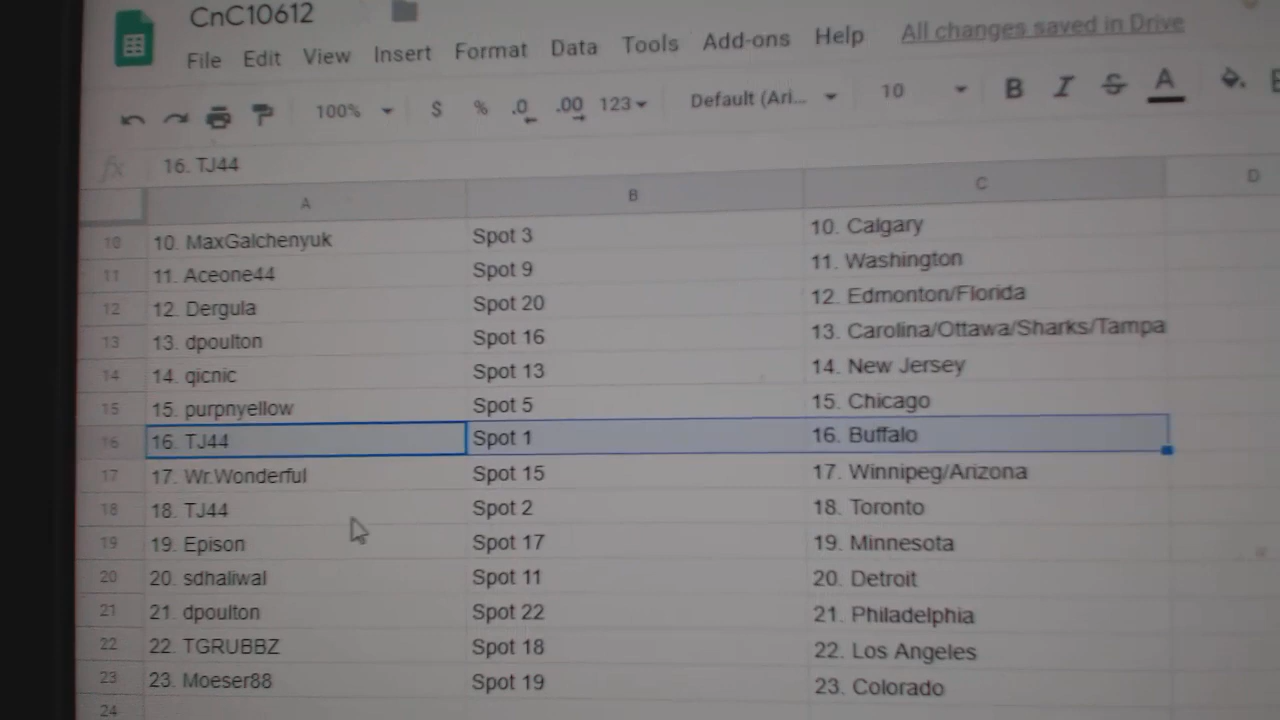 CnC10612
File Edit View Insert Format Data Tools Add-ons Help All changes saved in Drive
100% $ % .0 .00 123 Default (Ari... 10 B I S A
fx 16. TJ44
A B C D
10 10. MaxGalchenyuk Spot 3 10. Calgary
11 11. Aceone44 Spot 9 11. Washington
12 12. Dergula Spot 20 12. Edmonton/Florida
13 13. dpoulton Spot 16 13. Carolina/Ottawa/Sharks/Tampa
14 14. qicnic Spot 13 14. New Jersey
15 15. purpnyellow Spot 5 15. Chicago
16 16. TJ44 Spot 1 16. Buffalo
17 17. Wr.Wonderful Spot 15 17. Winnipeg/Arizona
18 18. TJ44 Spot 2 18. Toronto
19 19. Epison Spot 17 19. Minnesota
20 20. sdhaliwal Spot 11 20. Detroit
21 21. dpoulton Spot 22 21. Philadelphia
22 22. TGRUBBZ Spot 18 22. Los Angeles
23 23. Moeser88 Spot 19 23. Colorado
24